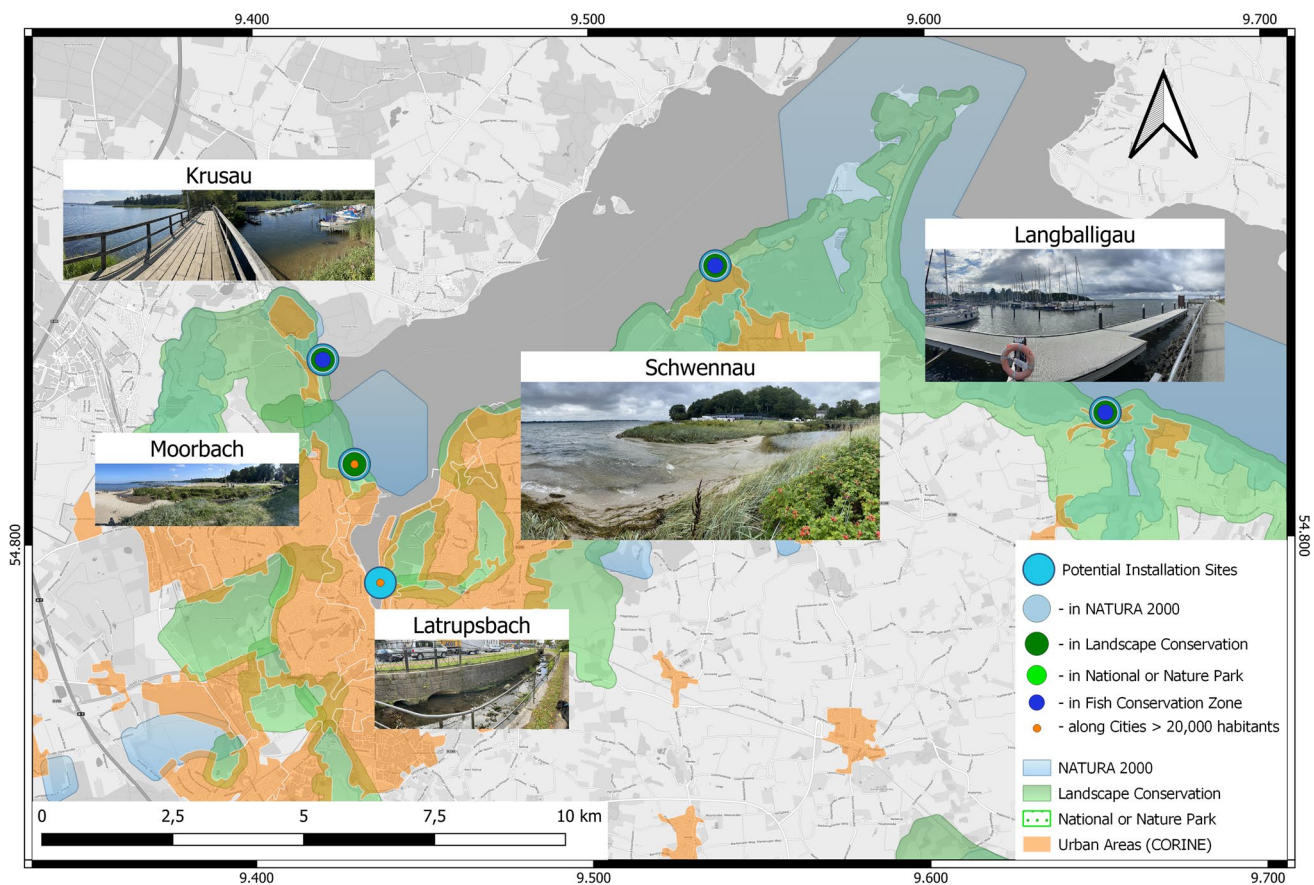 9.400
9.500
9.600
9.700
Krusau
Langballigau
Schwennau
Moorbach
54.800
54.800
Latrupsbach
Potential Installation Sites
- in NATURA 2000
- in Landscape Conservation
- in National or Nature Park
- in Fish Conservation Zone
- along Cities > 20,000 habitants
NATURA 2000
Landscape Conservation
National or Nature Park
Urban Areas (CORINE)
0
2,5
5
7,5
10 km
9.400
9.500
9.600
9.700